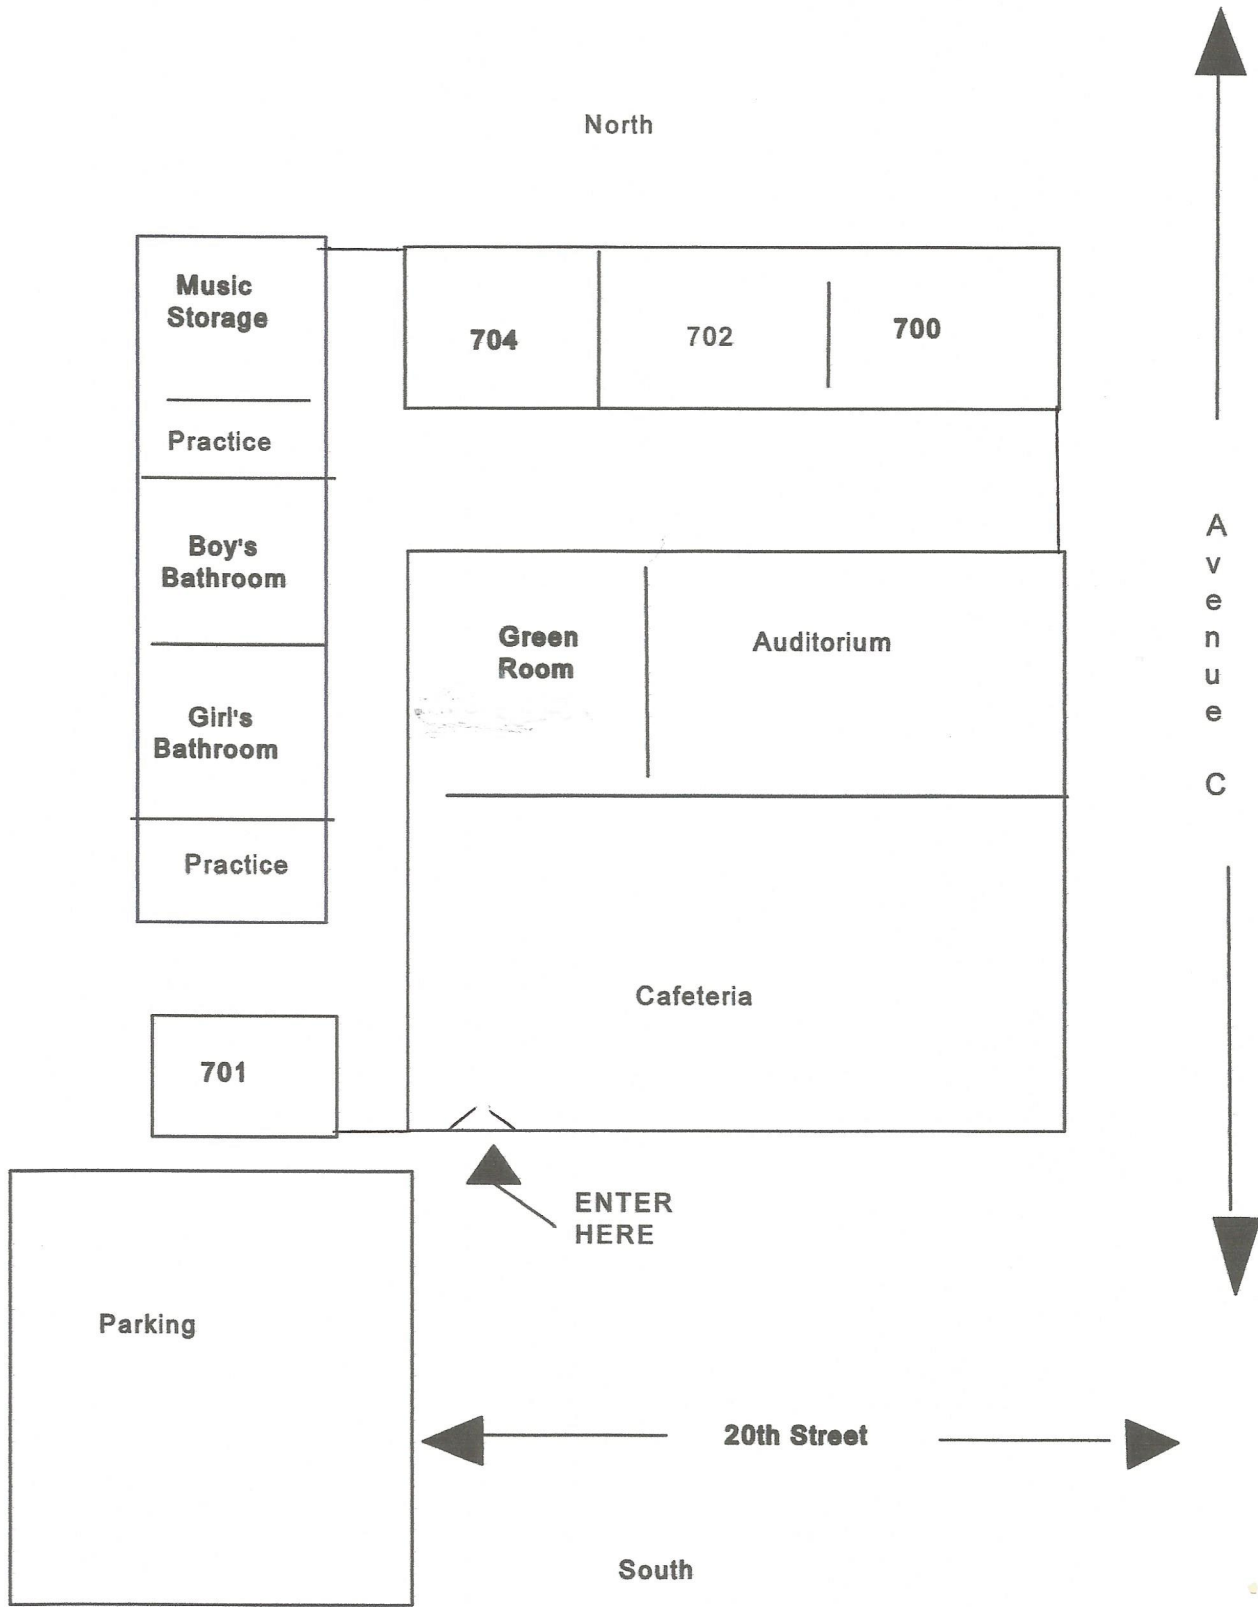 North
Music
Storage
704
702
700
Practice
Boy's
Bathroom
Green
Room
Auditorium
Girl's
Bathroom
Practice
Cafeteria
701
ENTER
HERE
Parking
20th Street
South
A
v
e
n
u
e
C